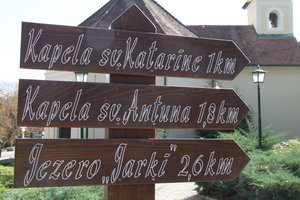 Kapela sv. Katarine 1km
Kapela sv. Antuna 1,8km
Jezero „Jarki” 2,6km